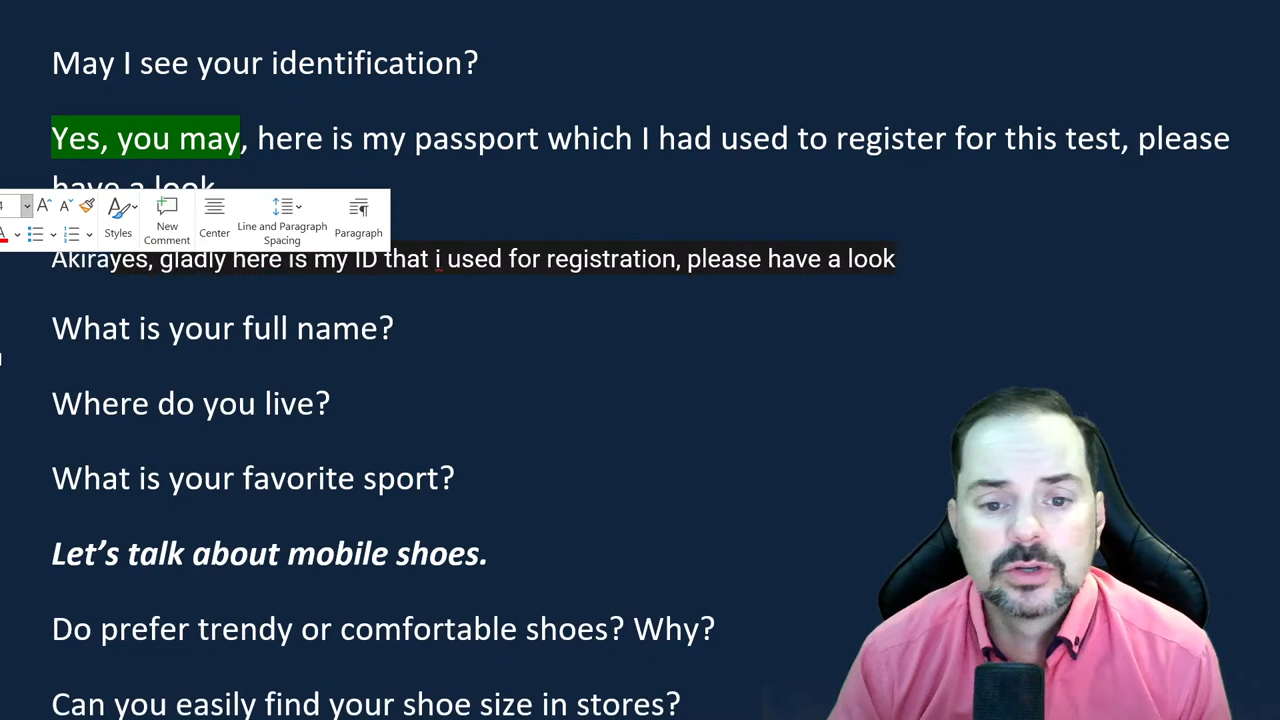 May I see your identification?
Yes, you may, here is my passport which I had used to register for this test, please
have a look
4 A A Styles New Comment Center Line and Paragraph Spacing Paragraph
A
Akirayes, gladly here is my ID that i used for registration, please have a look
What is your full name?
Where do you live?
What is your favorite sport?
Let's talk about mobile shoes.
Do prefer trendy or comfortable shoes? Why?
Can you easily find your shoe size in stores?